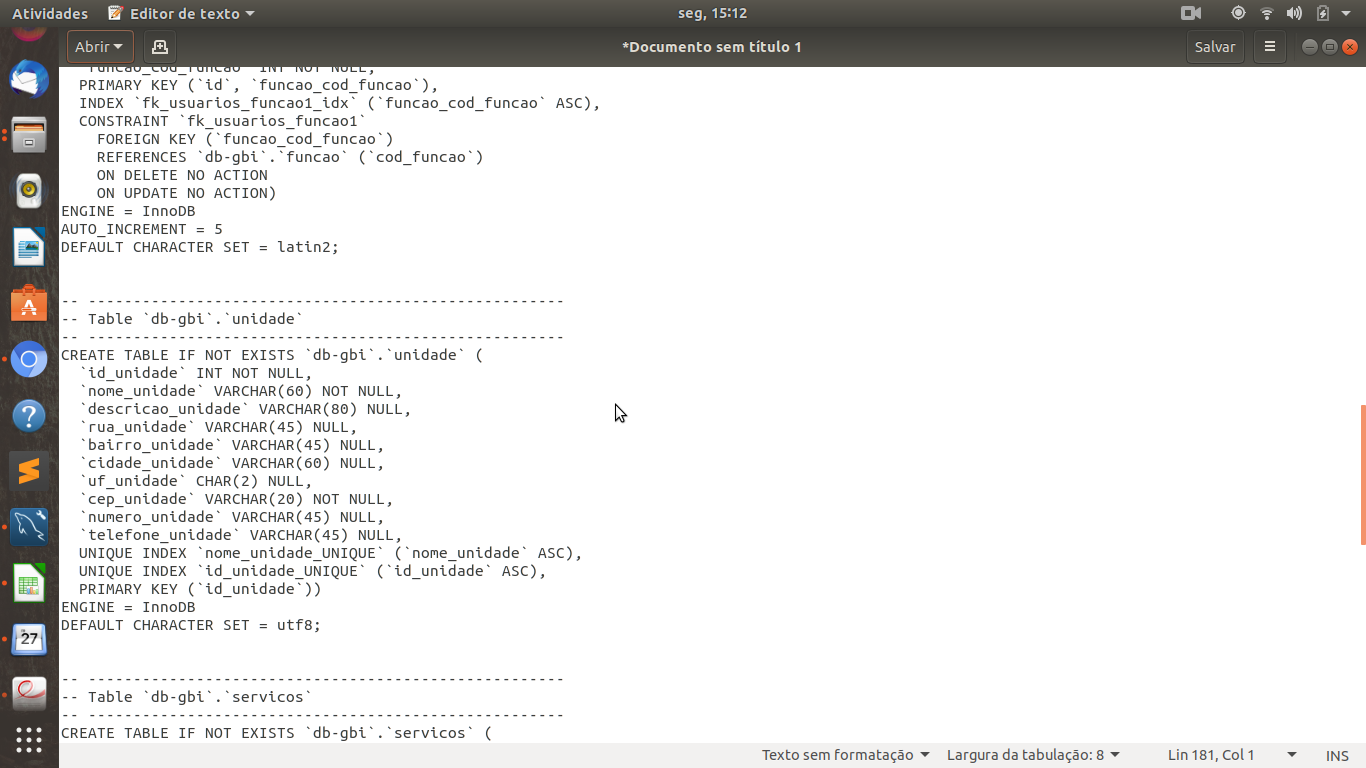 Atividades
Editor de texto
seg, 15:12
Abrir
*Documento sem título 1
Salvar
`funcao_cod_funcao` INT NOT NULL,
  PRIMARY KEY (`id`, `funcao_cod_funcao`),
  INDEX `fk_usuarios_funcao1_idx` (`funcao_cod_funcao` ASC),
  CONSTRAINT `fk_usuarios_funcao1`
    FOREIGN KEY (`funcao_cod_funcao`)
    REFERENCES `db-gbi`.`funcao` (`cod_funcao`)
    ON DELETE NO ACTION
    ON UPDATE NO ACTION)
ENGINE = InnoDB
AUTO_INCREMENT = 5
DEFAULT CHARACTER SET = latin2;
-- -----------------------------------------------------
-- Table `db-gbi`.`unidade`
-- -----------------------------------------------------
CREATE TABLE IF NOT EXISTS `db-gbi`.`unidade` (
  `id_unidade` INT NOT NULL,
  `nome_unidade` VARCHAR(60) NOT NULL,
  `descricao_unidade` VARCHAR(80) NULL,
  `rua_unidade` VARCHAR(45) NULL,
  `bairro_unidade` VARCHAR(45) NULL,
  `cidade_unidade` VARCHAR(60) NULL,
  `uf_unidade` CHAR(2) NULL,
  `cep_unidade` VARCHAR(20) NOT NULL,
  `numero_unidade` VARCHAR(45) NULL,
  `telefone_unidade` VARCHAR(45) NULL,
  UNIQUE INDEX `nome_unidade_UNIQUE` (`nome_unidade` ASC),
  UNIQUE INDEX `id_unidade_UNIQUE` (`id_unidade` ASC),
  PRIMARY KEY (`id_unidade`))
ENGINE = InnoDB
DEFAULT CHARACTER SET = utf8;
-- -----------------------------------------------------
-- Table `db-gbi`.`servicos`
-- -----------------------------------------------------
CREATE TABLE IF NOT EXISTS `db-gbi`.`servicos` (
27
Texto sem formatação
Largura da tabulação: 8
Lin 181, Col 1
INS